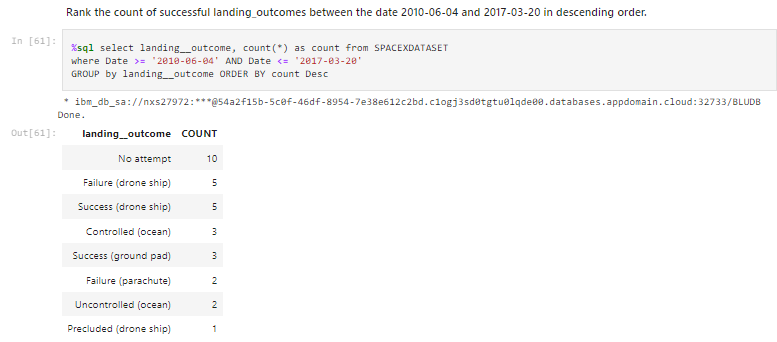 Rank the count of successful landing_outcomes between the date 2010-06-04 and 2017-03-20 in descending order.
In [61]: %sql select landing__outcome, count(*) as count from SPACEXDATASET
where Date >= '2010-06-04' AND Date <= '2017-03-20'
GROUP by landing__outcome ORDER BY count Desc
* ibm_db_sa://nxs27972:***@54a2f15b-5c0f-46df-8954-7e38e612c2bd.c1ogj3sd0tgtu0lqde00.databases.appdomain.cloud:32733/BLUDB
Done.
Out[61]: landing__outcome COUNT
No attempt 10
Failure (drone ship) 5
Success (drone ship) 5
Controlled (ocean) 3
Success (ground pad) 3
Failure (parachute) 2
Uncontrolled (ocean) 2
Precluded (drone ship) 1